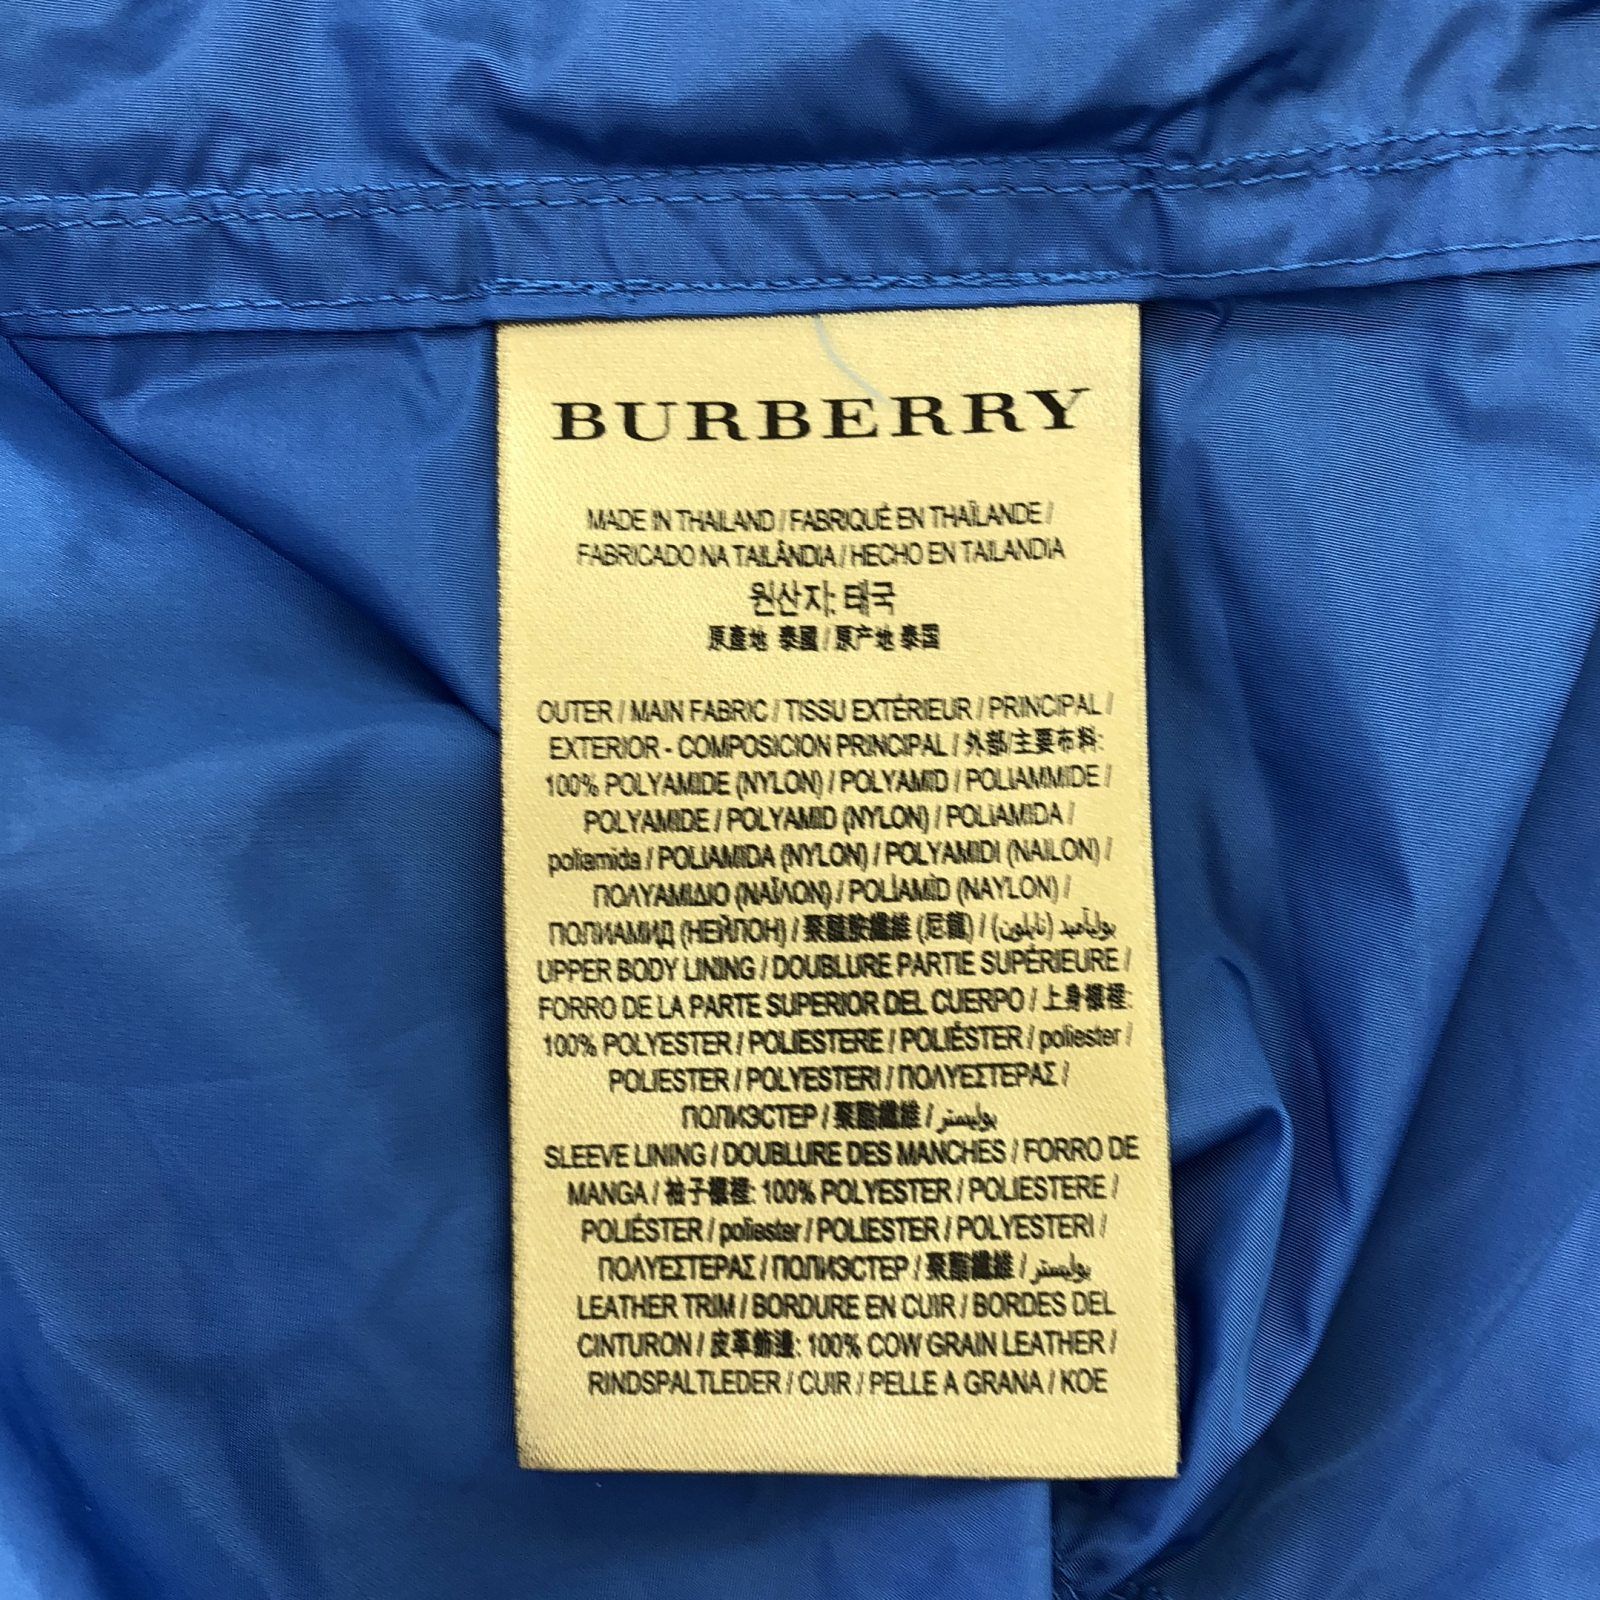 BURBERRY
MADE IN THAILAND / FABRIQUÉ EN THAÏLANDE /
FABRICADO NA TAILÂNDIA / HECHO EN TAILANDIA
원산지: 태국
原產地 泰國 / 原产地 泰国
OUTER / MAIN FABRIC / TISSU EXTÉRIEUR / PRINCIPAL /
EXTERIOR - COMPOSICION PRINCIPAL / 外部/主要布料:
100% POLYAMIDE (NYLON) / POLYAMID / POLIAMMIDE /
POLYAMIDE / POLYAMID (NYLON) / POLIAMIDA /
poliamida / POLIAMIDA (NYLON) / POLYAMIDI (NAILON) /
ΠΟΛΥΑΜΙΔΙΟ (ΝΑΪΛΟΝ) / POLİAMİD (NAYLON) /
ПОЛИАМИД (НЕЙЛОН) / 聚醯胺纖維 (尼龍) / بوليأميد (نايلون)
UPPER BODY LINING / DOUBLURE PARTIE SUPÉRIEURE /
FORRO DE LA PARTE SUPERIOR DEL CUERPO / 上身襯裡:
100% POLYESTER / POLIESTERE / POLIÉSTER / poliester /
POLIESTER / POLYESTERI / ΠΟΛΥΕΣΤΕΡΑΣ /
ПОЛИЭСТЕР / 聚酯纖維 / بوليستر
SLEEVE LINING / DOUBLURE DES MANCHES / FORRO DE
MANGA / 袖子襯裡: 100% POLYESTER / POLIESTERE /
POLIÉSTER / poliester / POLIESTER / POLYESTERI /
ΠΟΛΥΕΣΤΕΡΑΣ / ПОЛИЭСТЕР / 聚酯纖維 / بوليستر
LEATHER TRIM / BORDURE EN CUIR / BORDES DEL
CINTURON / 皮革飾邊: 100% COW GRAIN LEATHER /
RINDSPALTLEDER / CUIR / PELLE A GRANA / KOE